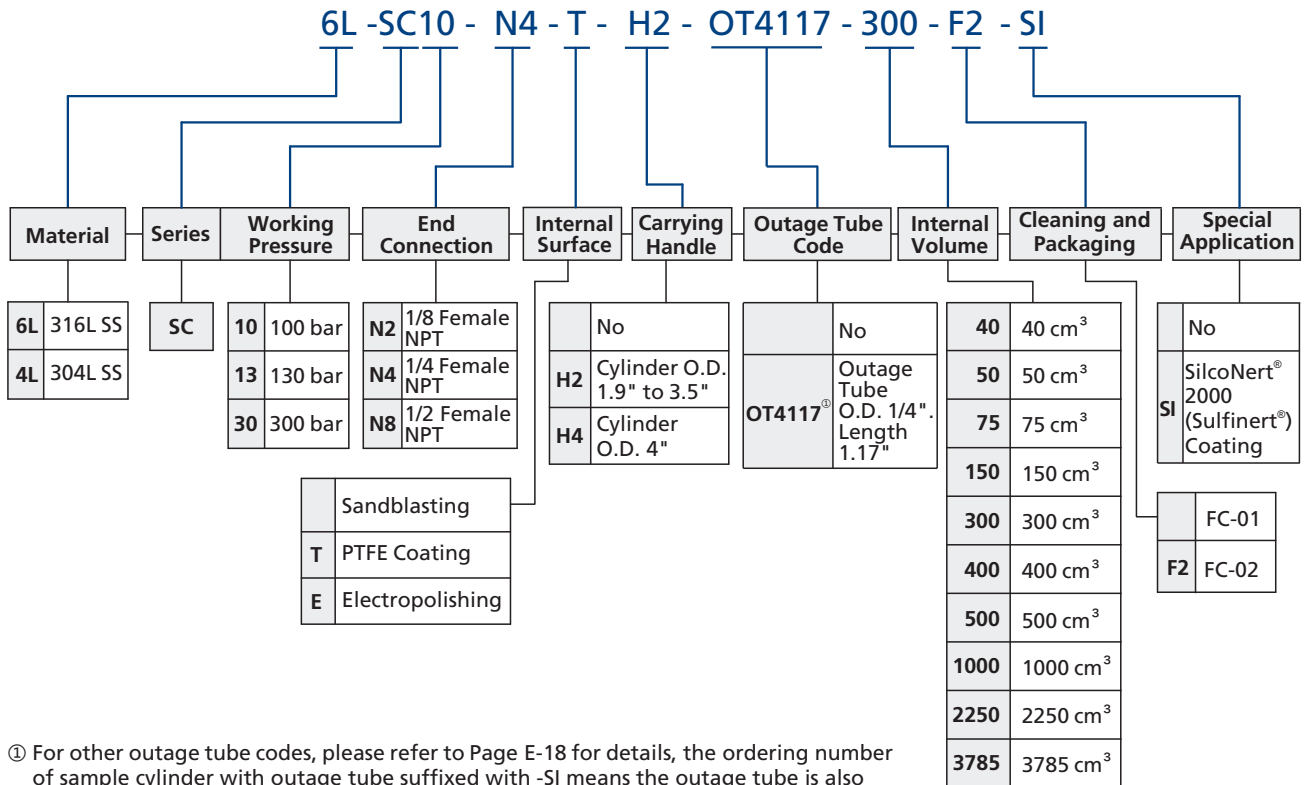 6L -SC10 - N4 - T - H2 - OT4117 - 300 - F2 - SI
Material
6L 316L SS
4L 304L SS
Series
SC
Working
Pressure
10 100 bar
13 130 bar
30 300 bar
End
Connection
N2 1/8 Female
NPT
N4 1/4 Female
NPT
N8 1/2 Female
NPT
Internal
Surface
Sandblasting
T PTFE Coating
E Electropolishing
Carrying
Handle
No
H2 Cylinder O.D.
1.9" to 3.5"
H4 Cylinder
O.D. 4"
Outage Tube
Code
No
OT4117① Outage
Tube
O.D. 1/4".
Length
1.17"
Internal
Volume
40 40 cm³
50 50 cm³
75 75 cm³
150 150 cm³
300 300 cm³
400 400 cm³
500 500 cm³
1000 1000 cm³
2250 2250 cm³
3785 3785 cm³
Cleaning and
Packaging
FC-01
F2 FC-02
Special
Application
No
SI SilcoNert®
2000
(Sulfinert®)
Coating
① For other outage tube codes, please refer to Page E-18 for details, the ordering number
of sample cylinder with outage tube suffixed with -SI means the outage tube is also